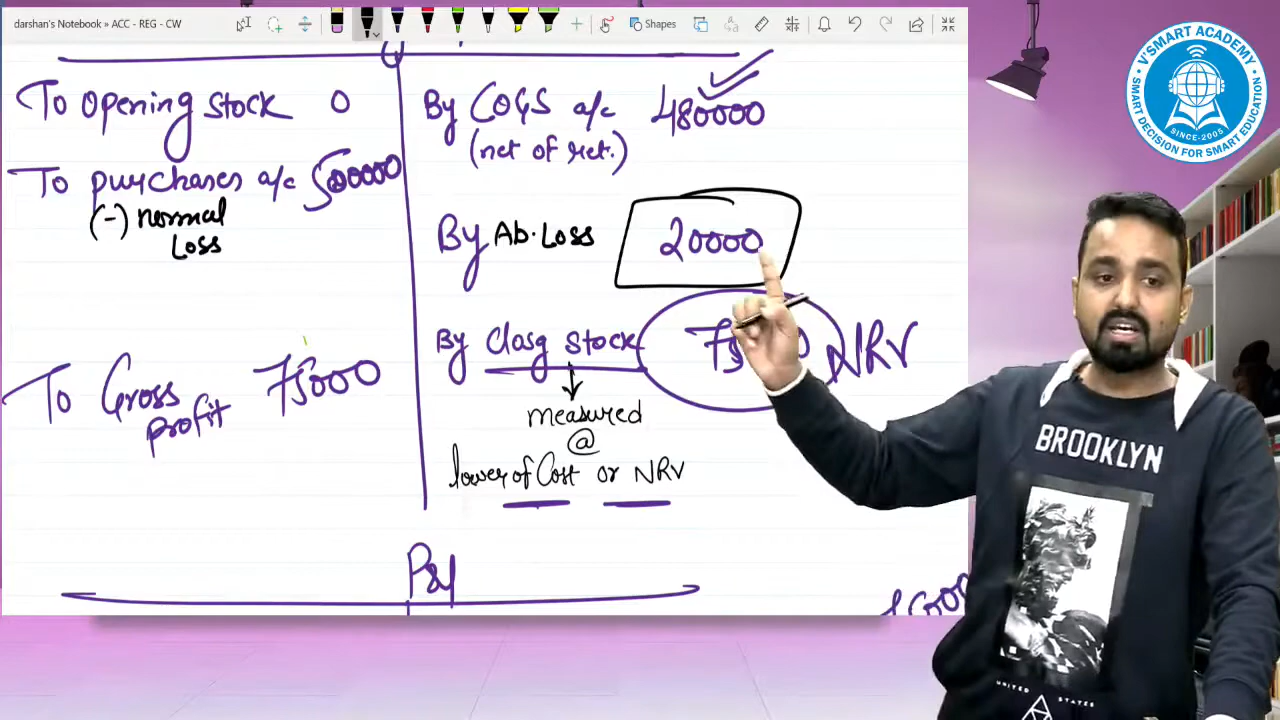 darshan's Notebook » ACC - REG - CW
Shapes
To opening stock 0
To purchases a/c 500000
(-) normal
Loss
To Gross profit 75000
By COGS a/c 480000
(net of ret.)
By Ab. Loss 20000
By Closg stock NRV
measured
@
lower of Cost or NRV
P&L
V'SMART ACADEMY
SMART DECISION FOR SMART EDUCATION
SINCE-2005
BROOKLYN
UNITED STATES